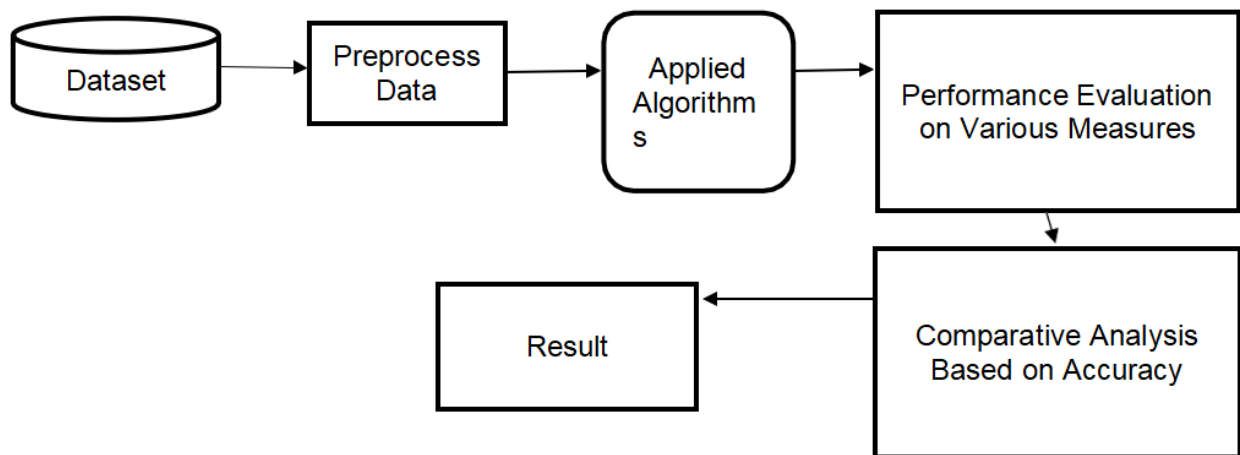 Dataset
Preprocess
Data
Applied
Algorithm
s
Performance Evaluation
on Various Measures
Comparative Analysis
Based on Accuracy
Result